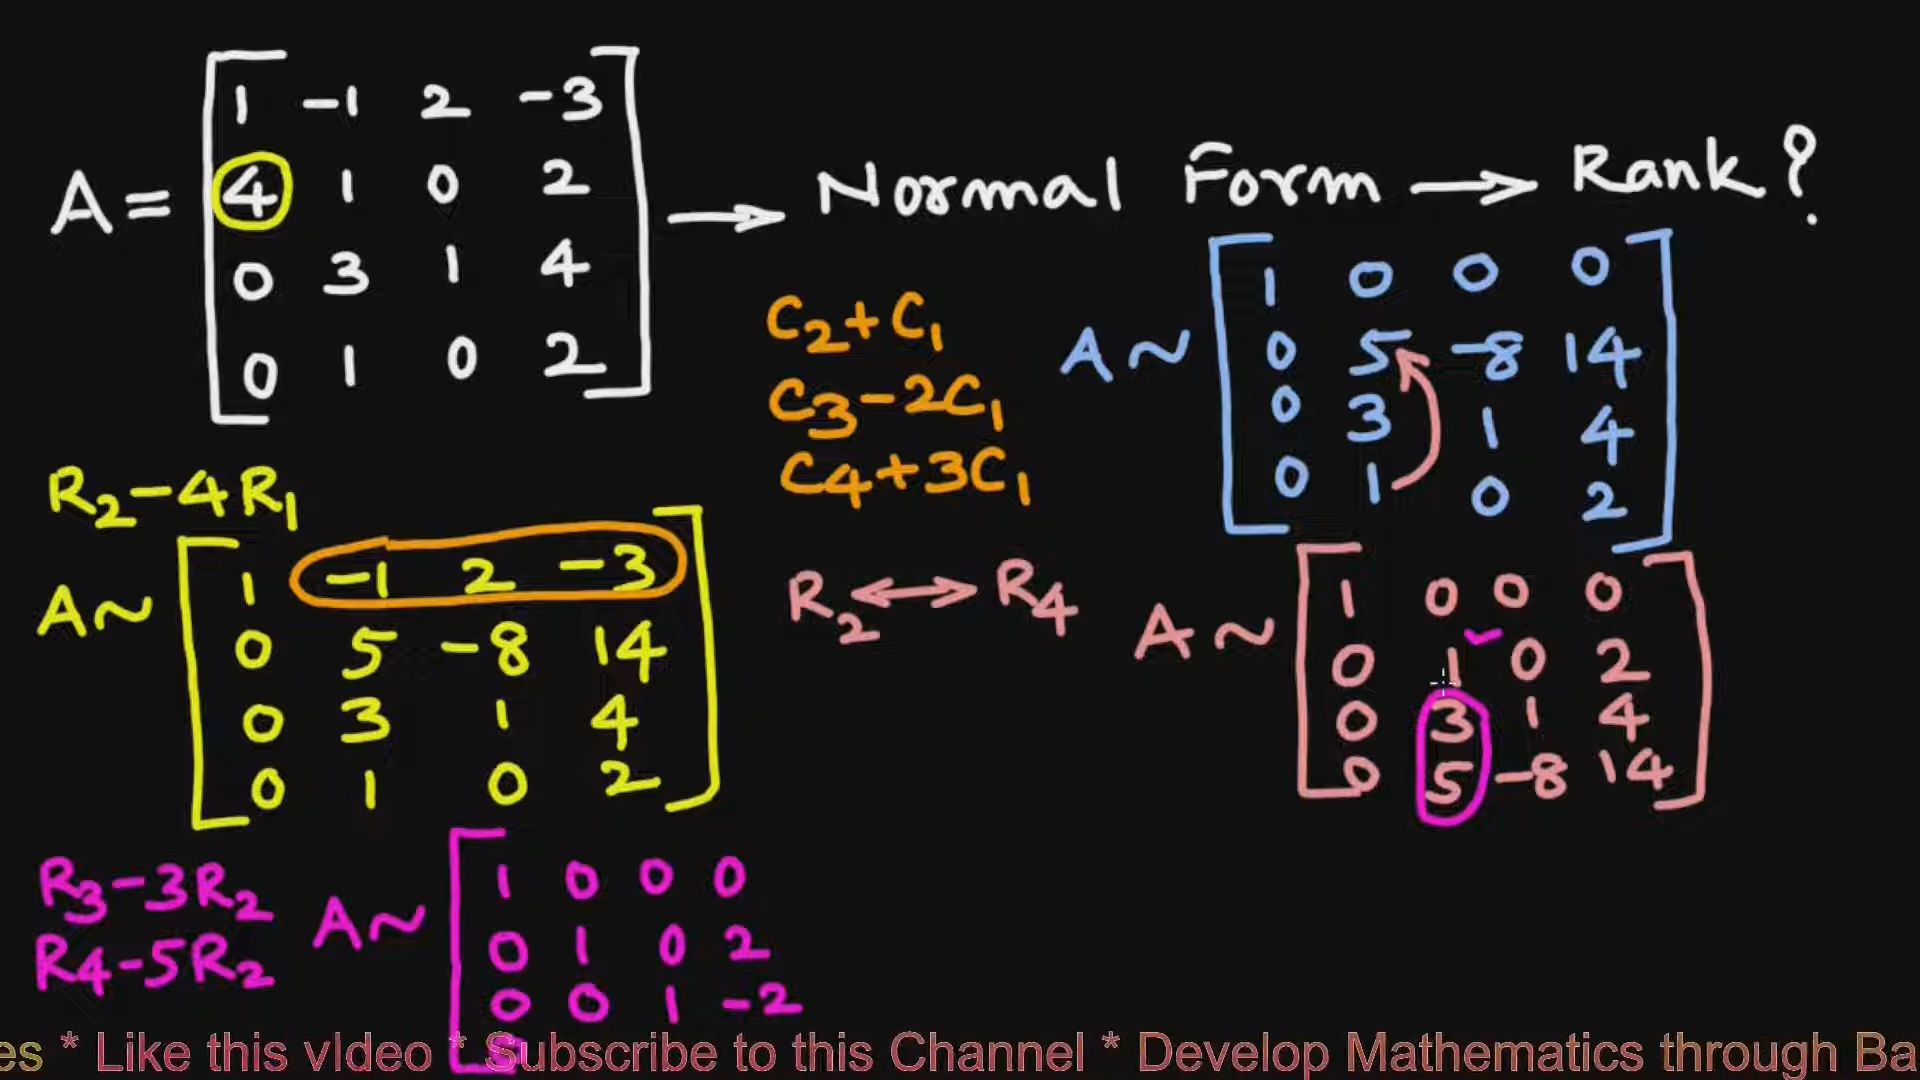 A = [ 1 -1 2 -3
4 1 0 2
0 3 1 4
0 1 0 2 ] → Normal Form → Rank ?
R₂-4R₁
A ~ [ 1 -1 2 -3
0 5 -8 14
0 3 1 4
0 1 0 2 ]
C₂+C₁
C₃-2C₁
C₄+3C₁
A ~ [ 1 0 0 0
0 5 -8 14
0 3 1 4
0 1 0 2 ]
R₂ ↔ R₄
A ~ [ 1 0 0 0
0 1 0 2
0 3 1 4
0 5 -8 14 ]
R₃-3R₂
R₄-5R₂
A ~ [ 1 0 0 0
0 1 0 2
0 0 1 -2
es * Like this vIdeo * Subscribe to this Channel * Develop Mathematics through Ba